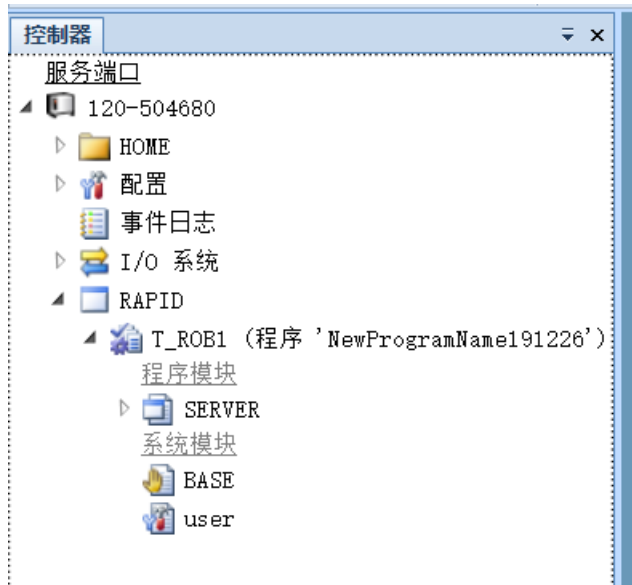 控制器
服务端口
120-504680
HOME
配置
事件日志
I/O 系统
RAPID
T_ROB1 (程序 'NewProgramName191226')
程序模块
SERVER
系统模块
BASE
user